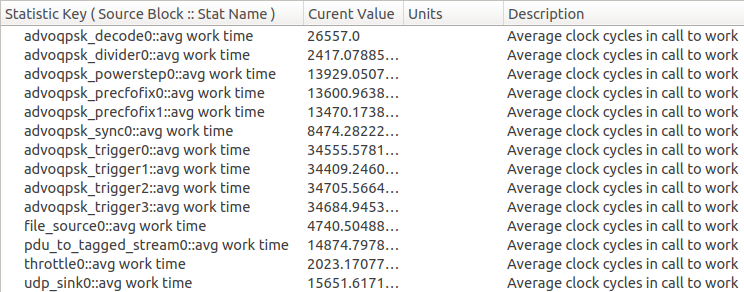 Statistic Key ( Source Block :: Stat Name ) Curent Value Units Description
advoqpsk_decode0::avg work time 26557.0 Average clock cycles in call to work
advoqpsk_divider0::avg work time 2417.07885... Average clock cycles in call to work
advoqpsk_powerstep0::avg work time 13929.0507... Average clock cycles in call to work
advoqpsk_precfofix0::avg work time 13600.9638... Average clock cycles in call to work
advoqpsk_precfofix1::avg work time 13470.1738... Average clock cycles in call to work
advoqpsk_sync0::avg work time 8474.28222... Average clock cycles in call to work
advoqpsk_trigger0::avg work time 34555.5781... Average clock cycles in call to work
advoqpsk_trigger1::avg work time 34409.2460... Average clock cycles in call to work
advoqpsk_trigger2::avg work time 34705.5664... Average clock cycles in call to work
advoqpsk_trigger3::avg work time 34684.9453... Average clock cycles in call to work
file_source0::avg work time 4740.50488... Average clock cycles in call to work
pdu_to_tagged_stream0::avg work time 14874.7978... Average clock cycles in call to work
throttle0::avg work time 2023.17077... Average clock cycles in call to work
udp_sink0::avg work time 15651.6171... Average clock cycles in call to work